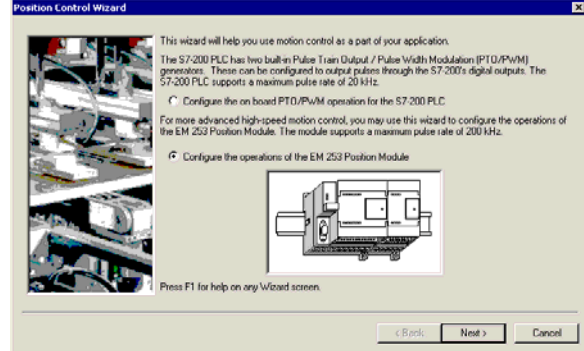 Position Control Wizard
This wizard will help you use motion control as a part of your application.
The S7-200 PLC has two built-in Pulse Train Output / Pulse Width Modulation (PTO/PWM)
generators. These can be configured to output pulses through the S7-200's digital outputs. The
S7-200 PLC supports a maximum pulse rate of 20 kHz.
Configure the on board PTO/PWM operation for the S7-200 PLC
For more advanced high-speed motion control, you may use this wizard to configure the operations of
the EM 253 Position Module. The module supports a maximum pulse rate of 200 kHz.
Configure the operations of the EM 253 Position Module
Press F1 for help on any Wizard screen.
< Back Next > Cancel